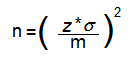 n = ( z*σ / m )²